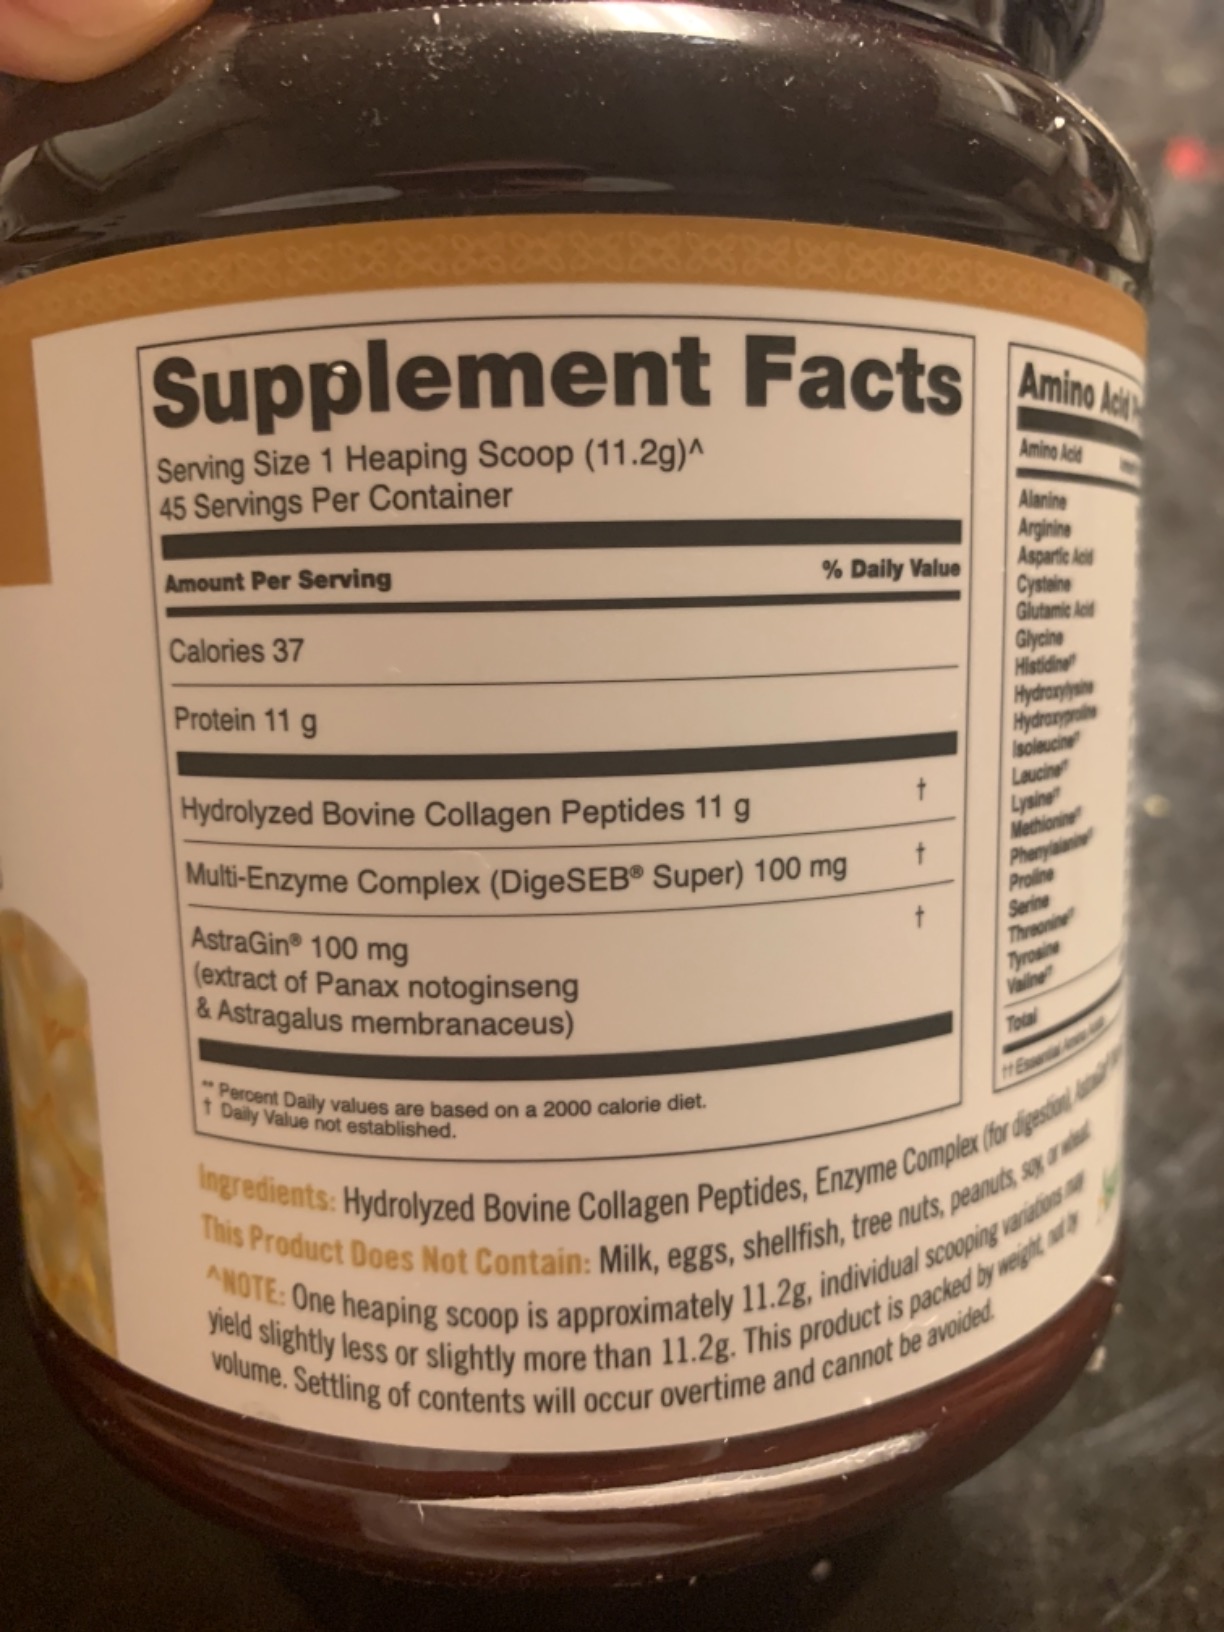 Supplement Facts
Serving Size 1 Heaping Scoop (11.2g)^
45 Servings Per Container
Amount Per Serving % Daily Value
Calories 37
Protein 11 g
Hydrolyzed Bovine Collagen Peptides 11 g †
Multi-Enzyme Complex (DigeSEB® Super) 100 mg †
AstraGin® 100 mg †
(extract of Panax notoginseng
& Astragalus membranaceus)
** Percent Daily values are based on a 2000 calorie diet.
† Daily Value not established.
Ingredients: Hydrolyzed Bovine Collagen Peptides, Enzyme Complex (for digestion),
This Product Does Not Contain: Milk, eggs, shellfish, tree nuts, peanuts, soy, or wheat.
^NOTE: One heaping scoop is approximately 11.2g, individual scooping variations may
yield slightly less or slightly more than 11.2g. This product is packed by weight, not by
volume. Settling of contents will occur overtime and cannot be avoided.
Amino Acid
Amino Acid
Alanine
Arginine
Aspartic Acid
Cysteine
Glutamic Acid
Glycine
Histidine††
Hydroxylysine
Hydroxyproline
Isoleucine††
Leucine††
Lysine††
Methionine††
Phenylalanine††
Proline
Serine
Threonine††
Tyrosine
Valine††
Total
†† Essential Amino Acids